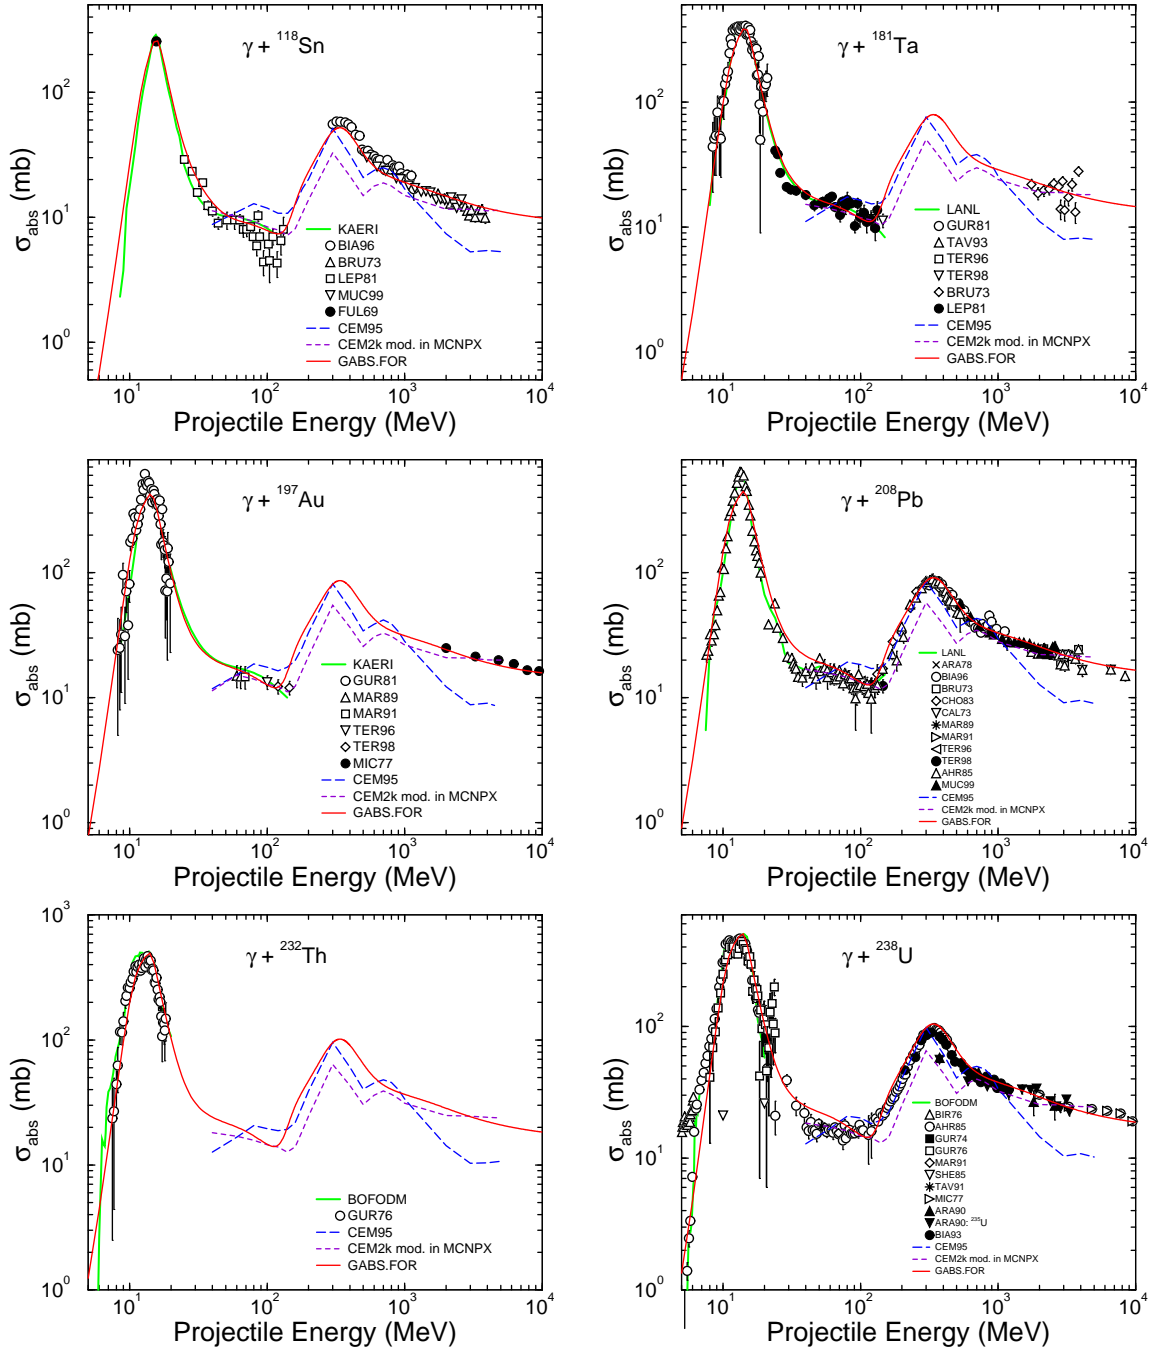 γ + ¹¹⁸Sn
σabs (mb)
10²
10¹
10⁰
KAERI
BIA96
BRU73
LEP81
MUC99
FUL69
CEM95
CEM2k mod. in MCNPX
GABS.FOR
10¹ 10² 10³ 10⁴
Projectile Energy (MeV)
γ + ¹⁸¹Ta
σabs (mb)
10²
10¹
10⁰
LANL
GUR81
TAV93
TER96
TER98
BRU73
LEP81
CEM95
CEM2k mod. in MCNPX
GABS.FOR
10¹ 10² 10³ 10⁴
Projectile Energy (MeV)
γ + ¹⁹⁷Au
σabs (mb)
10²
10¹
10⁰
KAERI
GUR81
MAR89
MAR91
TER96
TER98
MIC77
CEM95
CEM2k mod. in MCNPX
GABS.FOR
10¹ 10² 10³ 10⁴
Projectile Energy (MeV)
γ + ²⁰⁸Pb
σabs (mb)
10²
10¹
10⁰
LANL
ARA78
BIA96
BRU73
CHO83
CAL73
MAR89
MAR91
TER96
TER98
AHR85
MUC99
CEM95
CEM2k mod. in MCNPX
GABS.FOR
10¹ 10² 10³ 10⁴
Projectile Energy (MeV)
γ + ²³²Th
σabs (mb)
10³
10²
10¹
10⁰
BOFODM
GUR76
CEM95
CEM2k mod. in MCNPX
GABS.FOR
10¹ 10² 10³ 10⁴
Projectile Energy (MeV)
γ + ²³⁸U
σabs (mb)
10²
10¹
10⁰
BOFODM
BIR76
AHR85
GUR74
GUR76
MAR91
SHE85
TAV91
MIC77
ARA90
ARA90: ²³⁵U
BIA93
CEM95
CEM2k mod. in MCNPX
GABS.FOR
10¹ 10² 10³ 10⁴
Projectile Energy (MeV)